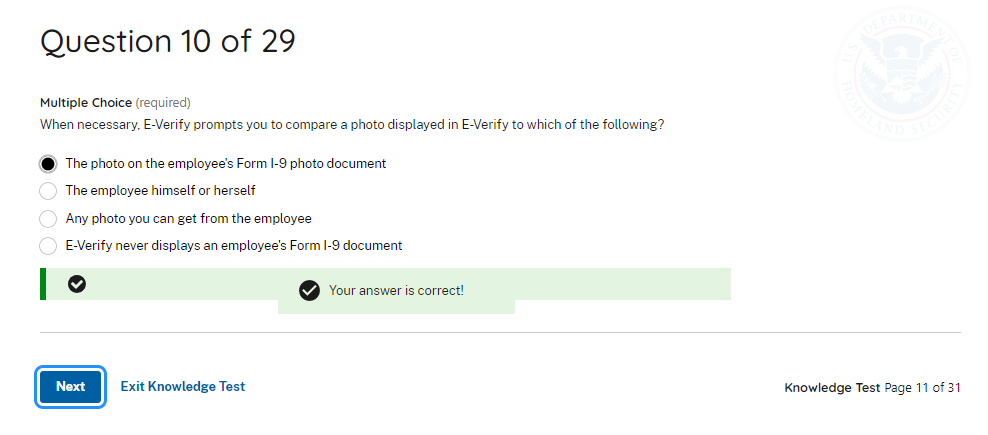 Question 10 of 29
U.S. DEPARTMENT OF HOMELAND SECURITY
Multiple Choice (required)
When necessary, E-Verify prompts you to compare a photo displayed in E-Verify to which of the following?
The photo on the employee's Form I-9 photo document
The employee himself or herself
Any photo you can get from the employee
E-Verify never displays an employee's Form I-9 document
Your answer is correct!
Next
Exit Knowledge Test
Knowledge Test Page 11 of 31